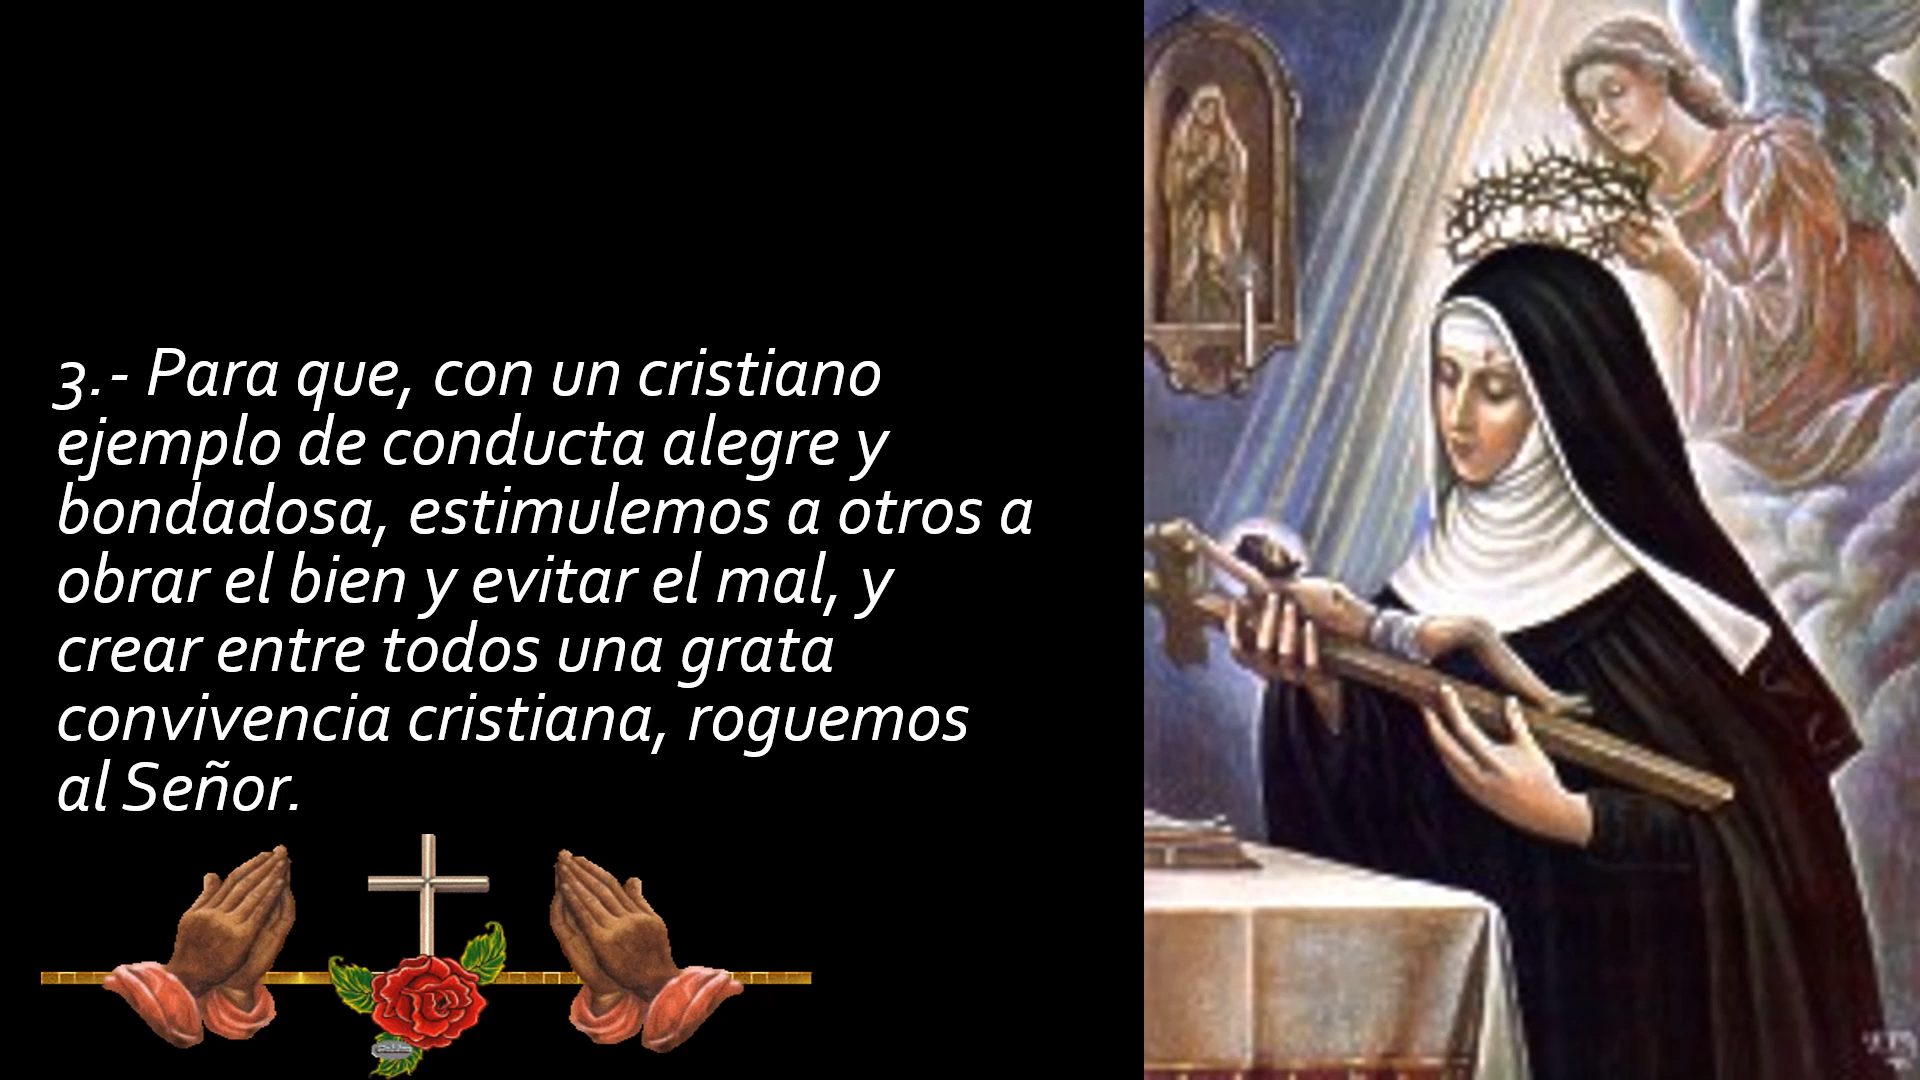 3.- Para que, con un cristiano
ejemplo de conducta alegre y
bondadosa, estimulemos a otros a
obrar el bien y evitar el mal, y
crear entre todos una grata
convivencia cristiana, roguemos
al Señor.